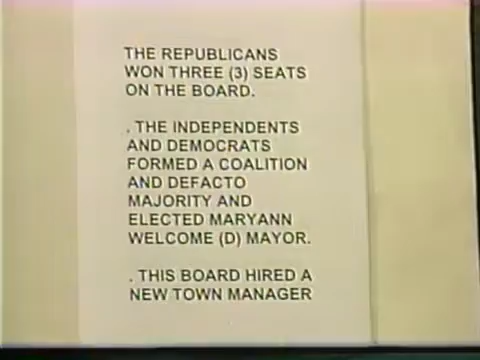 THE REPUBLICANS
WON THREE (3) SEATS
ON THE BOARD.
. THE INDEPENDENTS
AND DEMOCRATS
FORMED A COALITION
AND DEFACTO
MAJORITY AND
ELECTED MARYANN
WELCOME (D) MAYOR.
. THIS BOARD HIRED A
NEW TOWN MANAGER